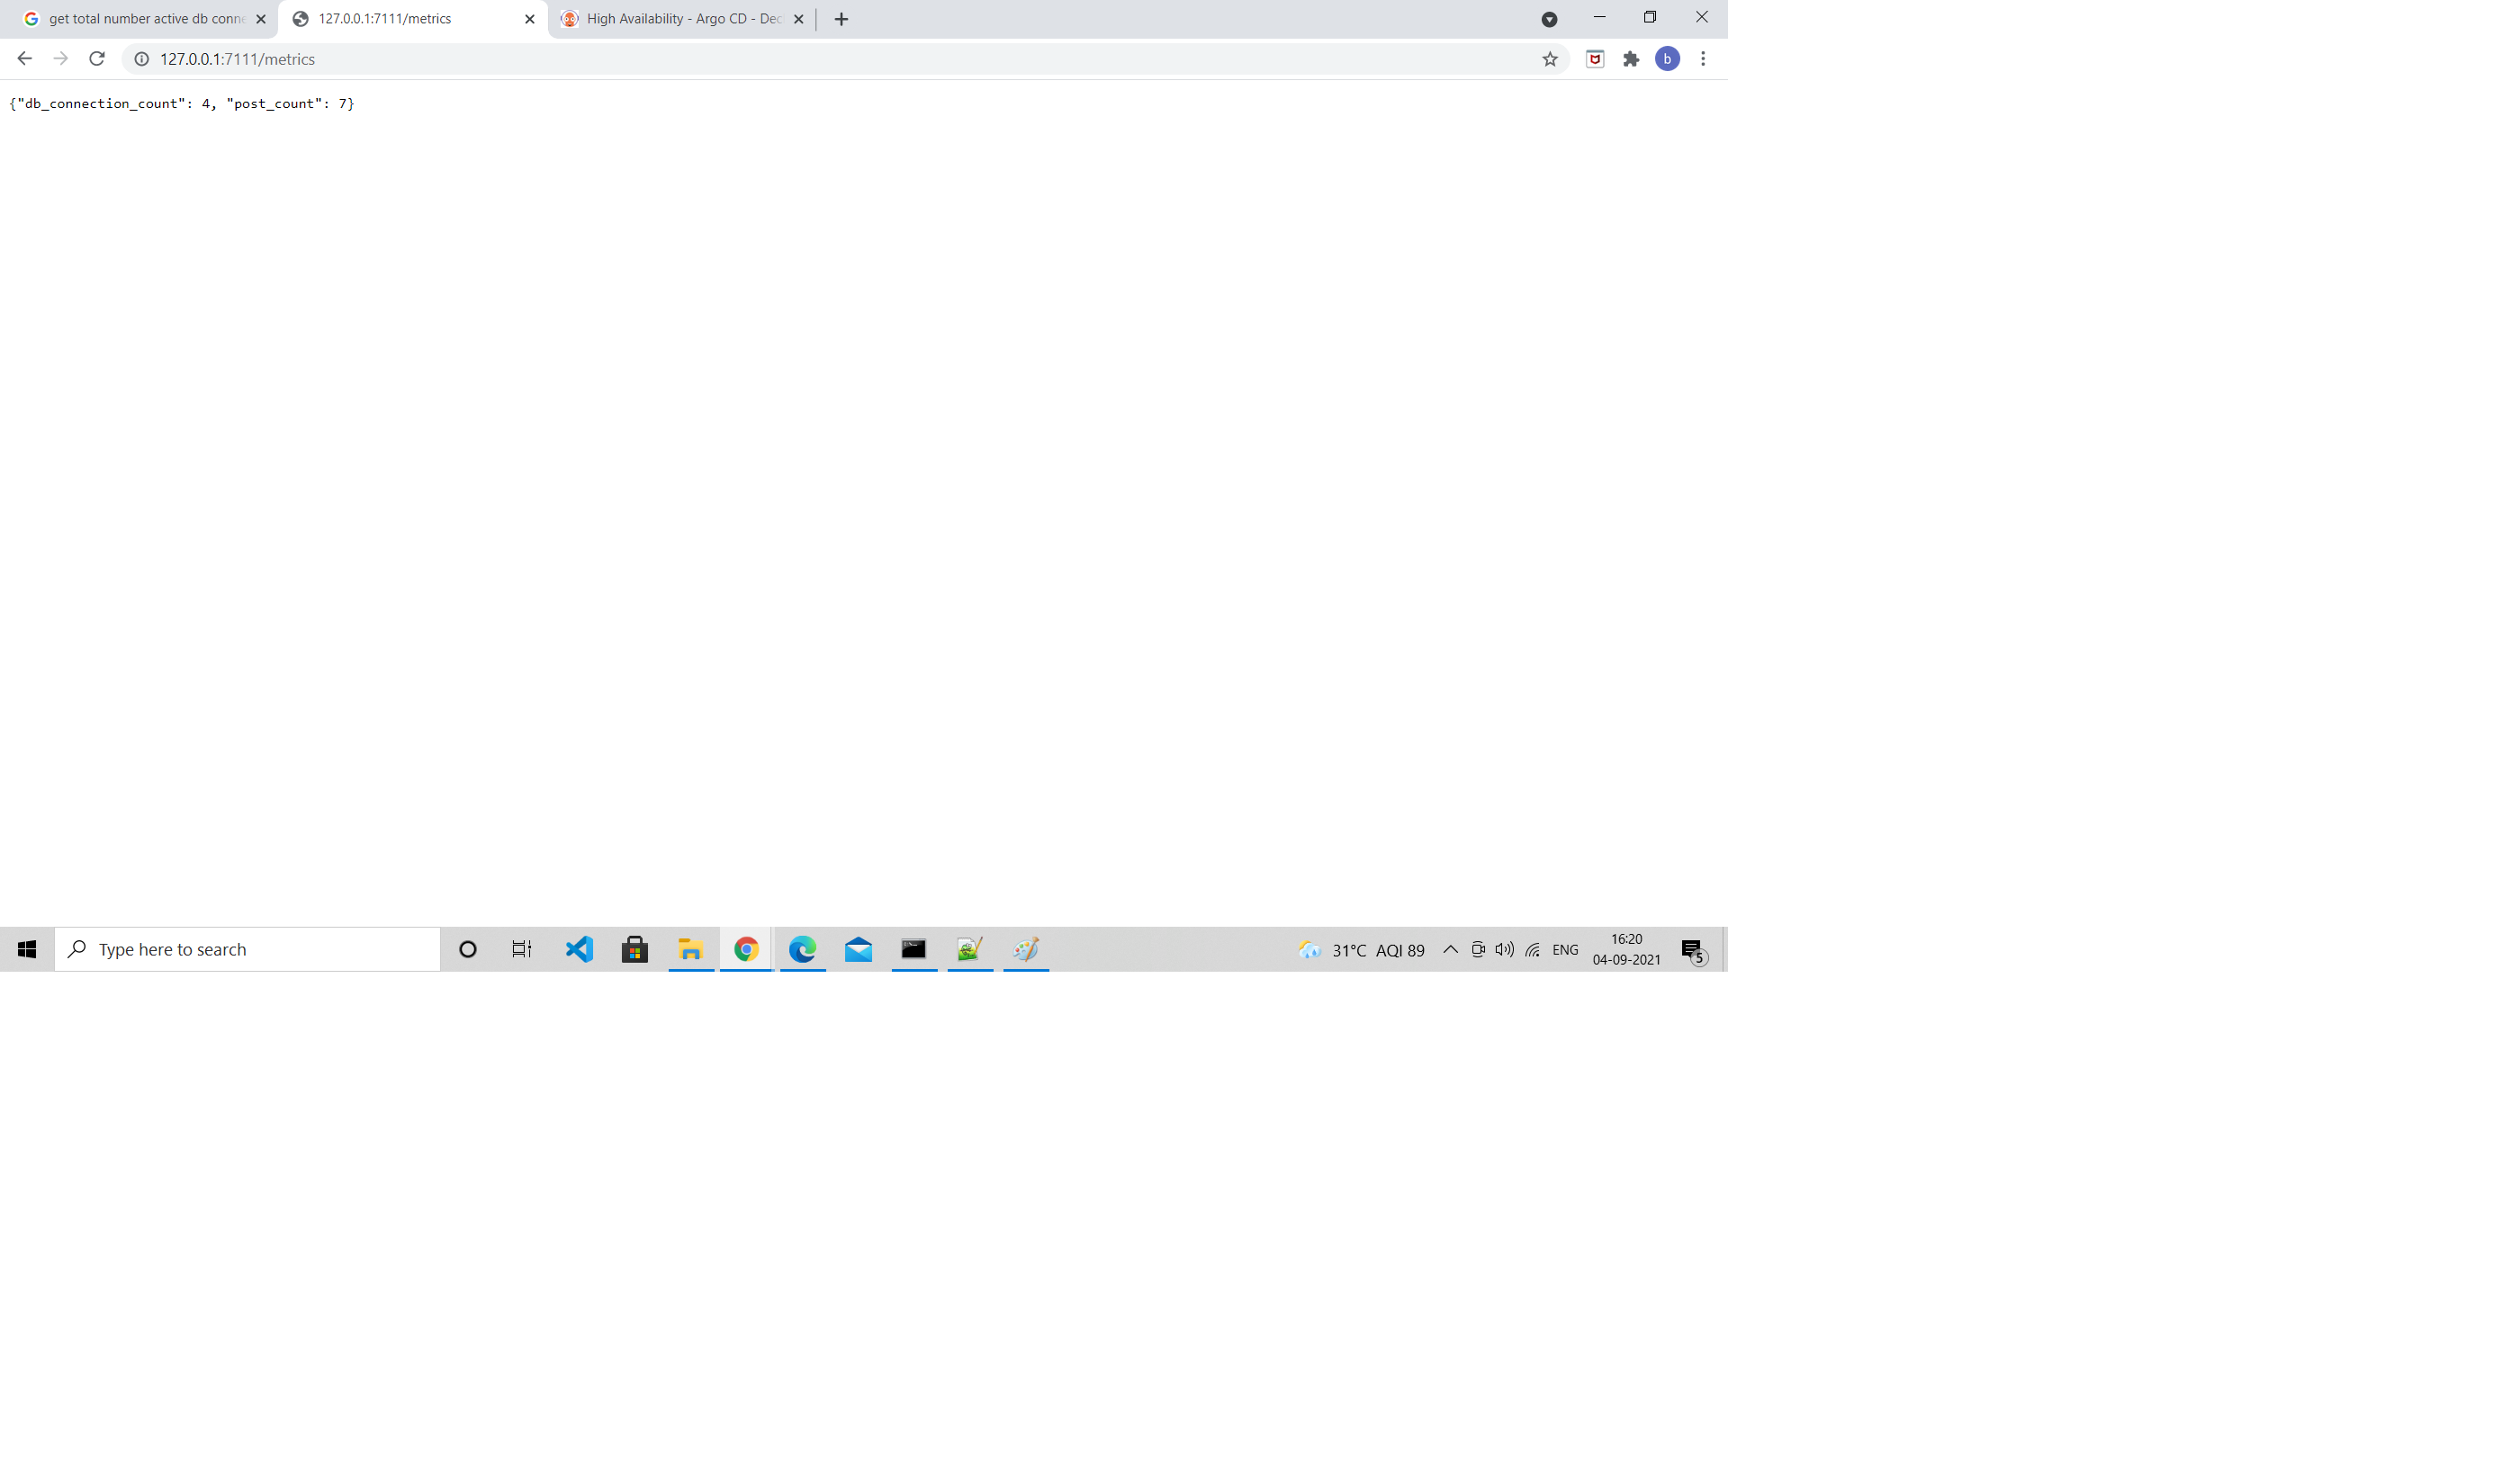 get total number active db conne
127.0.0.1:7111/metrics
High Availability - Argo CD - Dec
127.0.0.1:7111/metrics
b
{"db_connection_count": 4, "post_count": 7}
Type here to search
31°C AQI 89
ENG
16:20
04-09-2021
5